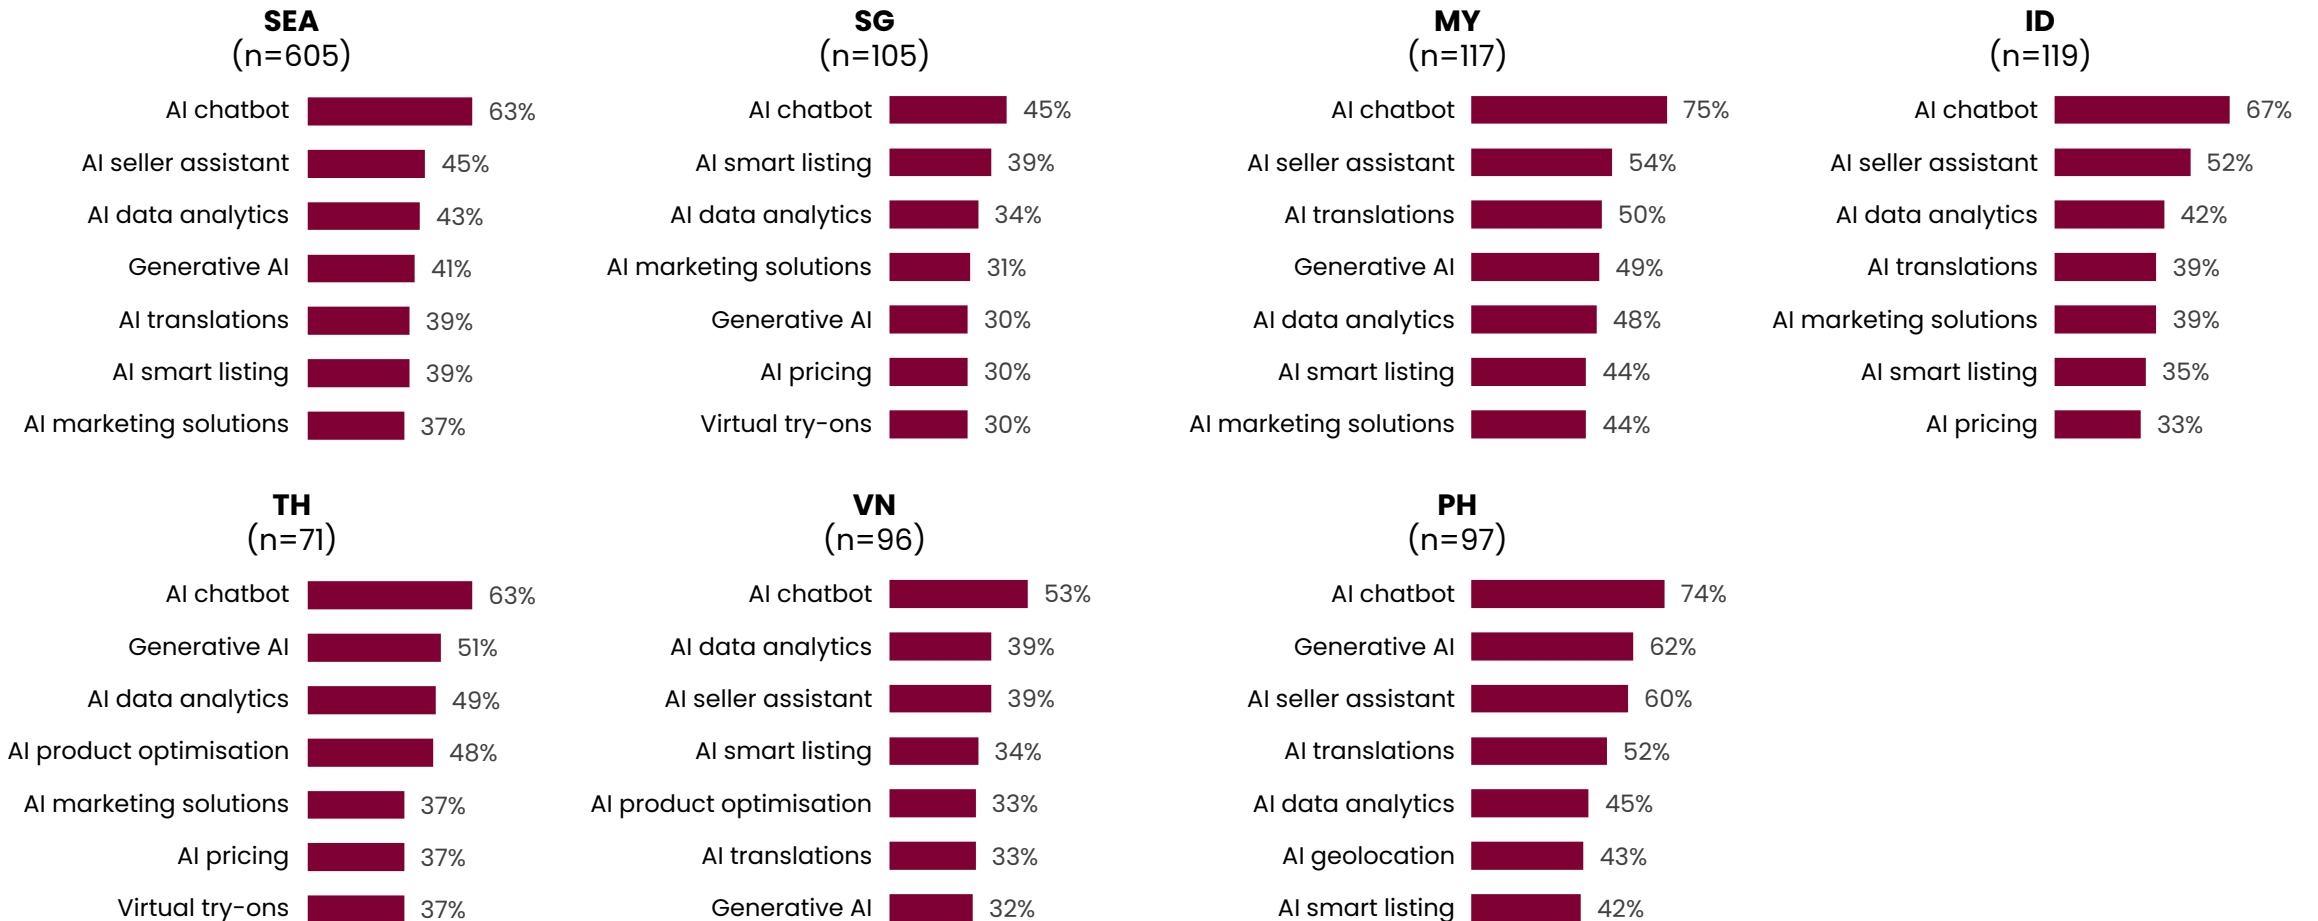 SEA
(n=605)
AI chatbot 63%
AI seller assistant 45%
AI data analytics 43%
Generative AI 41%
AI translations 39%
AI smart listing 39%
AI marketing solutions 37%
SG
(n=105)
AI chatbot 45%
AI smart listing 39%
AI data analytics 34%
AI marketing solutions 31%
Generative AI 30%
AI pricing 30%
Virtual try-ons 30%
MY
(n=117)
AI chatbot 75%
AI seller assistant 54%
AI translations 50%
Generative AI 49%
AI data analytics 48%
AI smart listing 44%
AI marketing solutions 44%
ID
(n=119)
AI chatbot 67%
AI seller assistant 52%
AI data analytics 42%
AI translations 39%
AI marketing solutions 39%
AI smart listing 35%
AI pricing 33%
TH
(n=71)
AI chatbot 63%
Generative AI 51%
AI data analytics 49%
AI product optimisation 48%
AI marketing solutions 37%
AI pricing 37%
Virtual try-ons 37%
VN
(n=96)
AI chatbot 53%
AI data analytics 39%
AI seller assistant 39%
AI smart listing 34%
AI product optimisation 33%
AI translations 33%
Generative AI 32%
PH
(n=97)
AI chatbot 74%
Generative AI 62%
AI seller assistant 60%
AI translations 52%
AI data analytics 45%
AI geolocation 43%
AI smart listing 42%